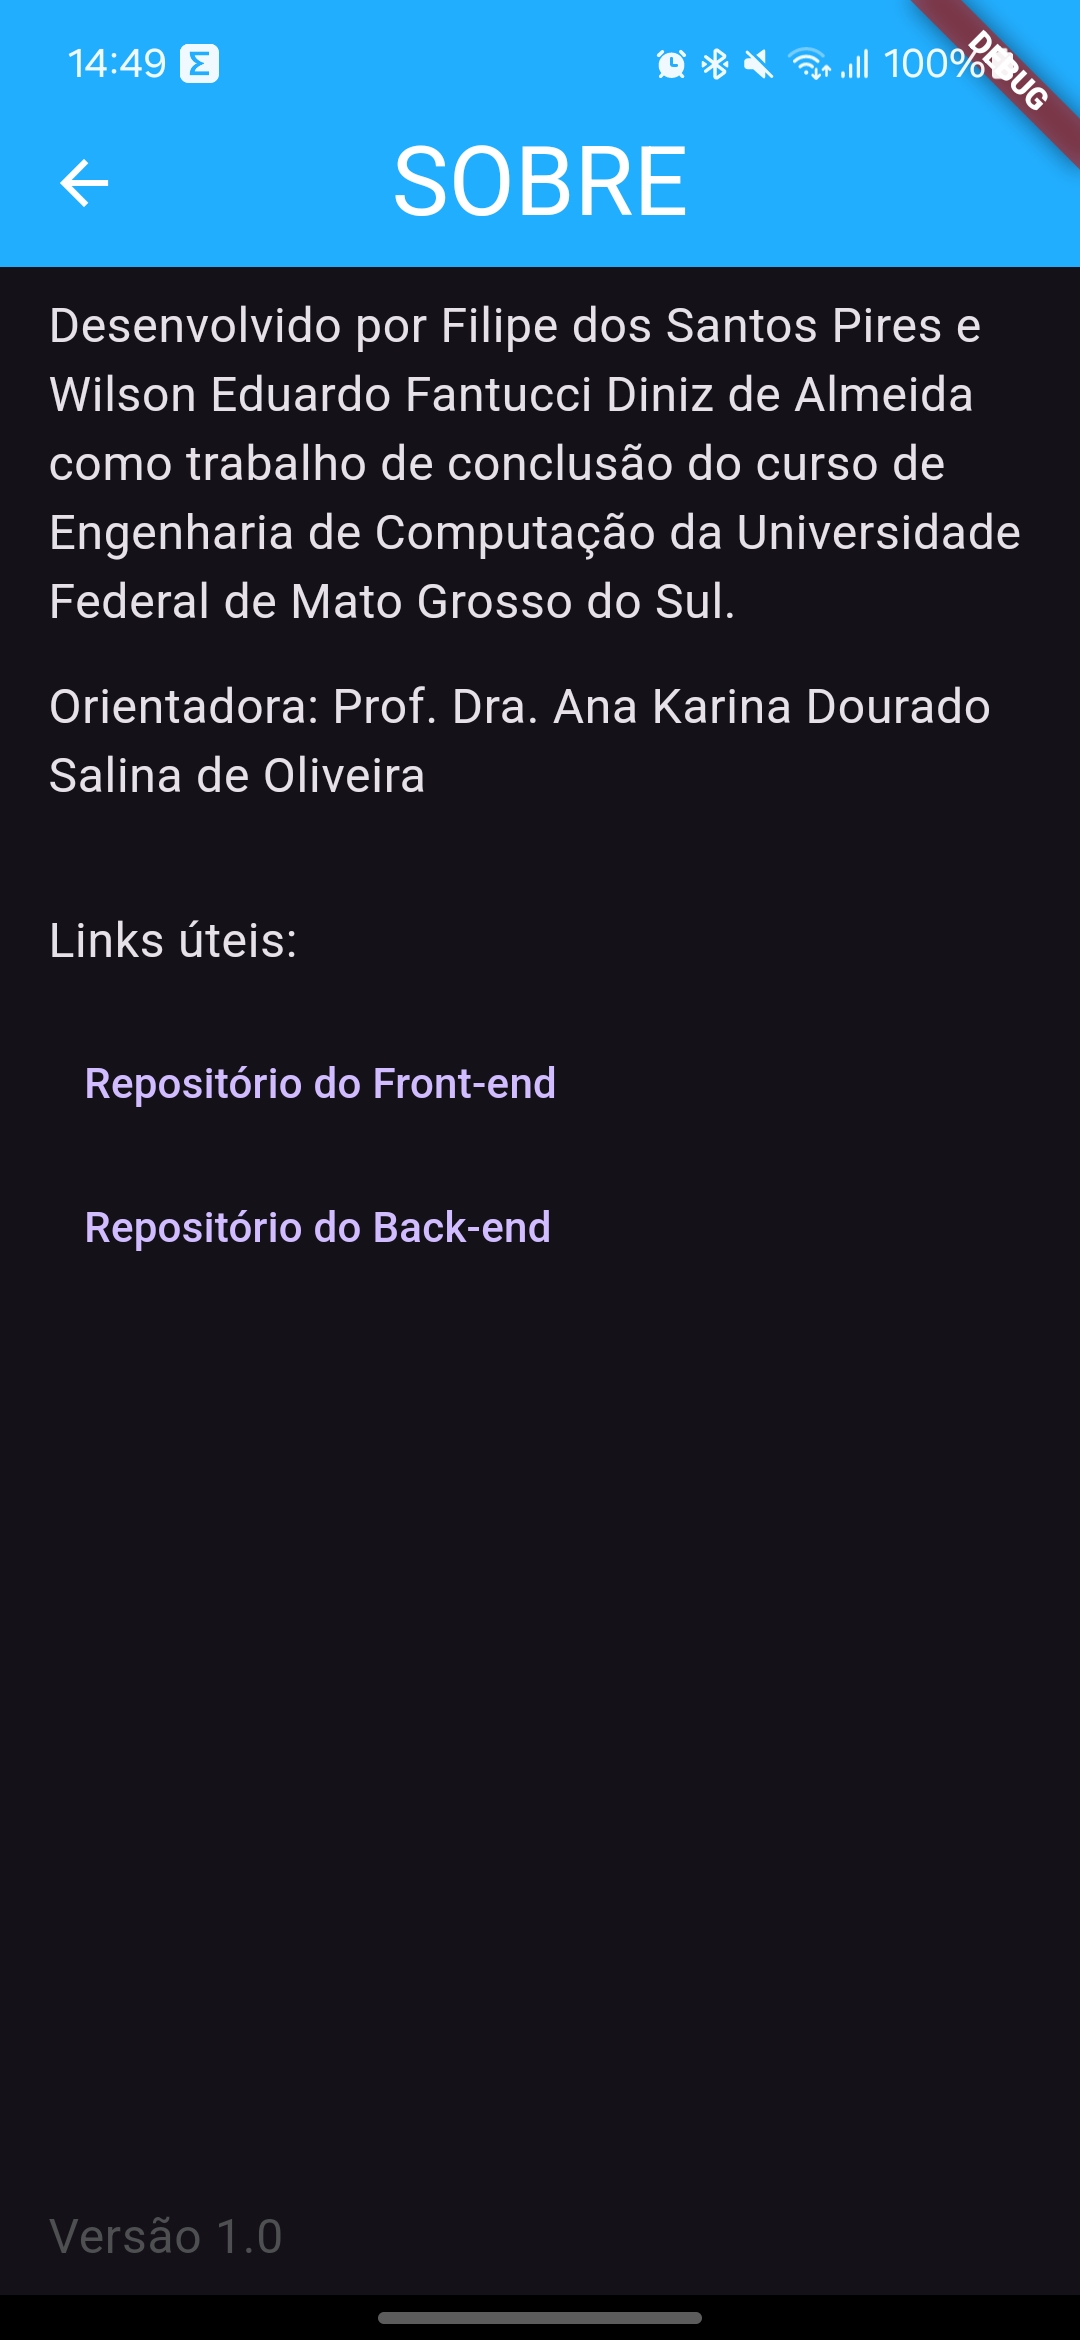 14:49
100%
DEBUG
SOBRE
Desenvolvido por Filipe dos Santos Pires e
Wilson Eduardo Fantucci Diniz de Almeida
como trabalho de conclusão do curso de
Engenharia de Computação da Universidade
Federal de Mato Grosso do Sul.
Orientadora: Prof. Dra. Ana Karina Dourado
Salina de Oliveira
Links úteis:
Repositório do Front-end
Repositório do Back-end
Versão 1.0